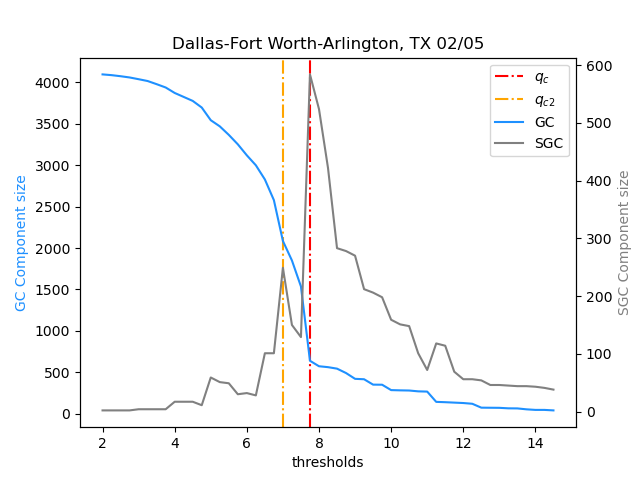 Dallas-Fort Worth-Arlington, TX 02/05
GC Component size
4000
3500
3000
2500
2000
1500
1000
500
0
600
500
400
300
200
100
0
SGC Component size
q_c
q_{c2}
GC
SGC
2 4 6 8 10 12 14
thresholds